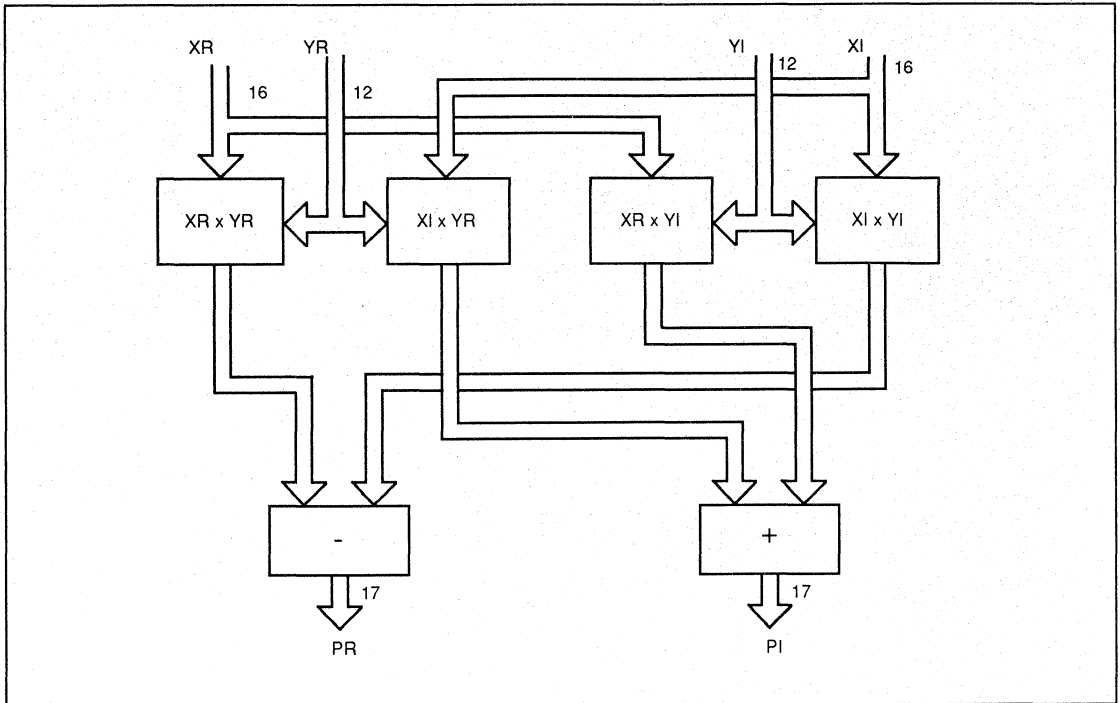 XR YR YI XI
16 12 12 16
XR x YR XI x YR XR x YI XI x YI
- +
17 17
PR PI